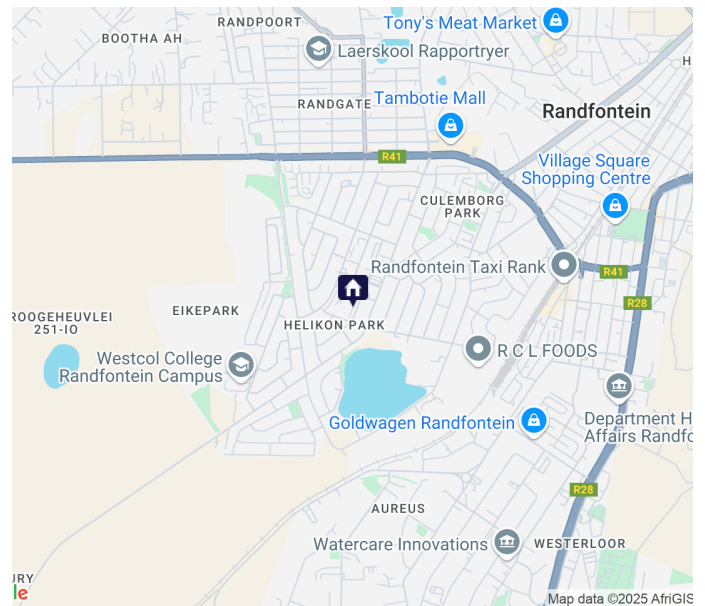 RANDPOORT
Tony's Meat Market
BOOTHA AH
Laerskool Rapportryer
RANDGATE
Tambotie Mall
Randfontein
R41
Village Square
Shopping Centre
CULEMBORG
PARK
Randfontein Taxi Rank
R41
R28
EIKEPARK
ROOGEHEUVLEI
251-IO
HELIKON PARK
R C L FOODS
Westcol College
Randfontein Campus
Goldwagen Randfontein
Department H
Affairs Randfo
R28
AUREUS
Watercare Innovations
WESTERLOOR
URY
le
Map data ©2025 AfriGIS
H